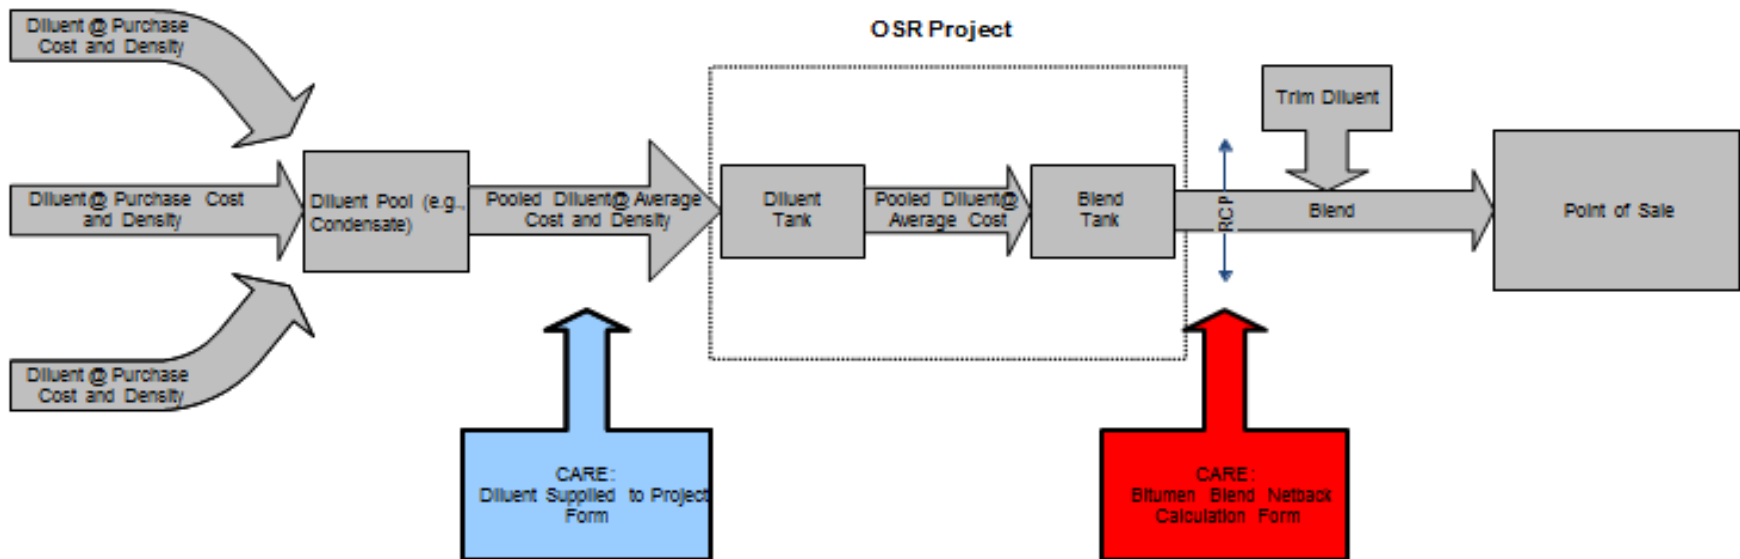 Diluent @ Purchase
Cost and Density
OSR Project
Trim Diluent
Diluent @ Purchase Cost
and Density
Diluent Pool (e.g.,
Condensate)
Pooled Diluent@ Average
Cost and Density
Diluent
Tank
Pooled Diluent@
Average Cost
Blend
Tank
RCP
Blend
Point of Sale
Diluent @ Purchase
Cost and Density
CARE:
Diluent Supplied to Project
Form
CARE:
Bitumen Blend Netback
Calculation Form